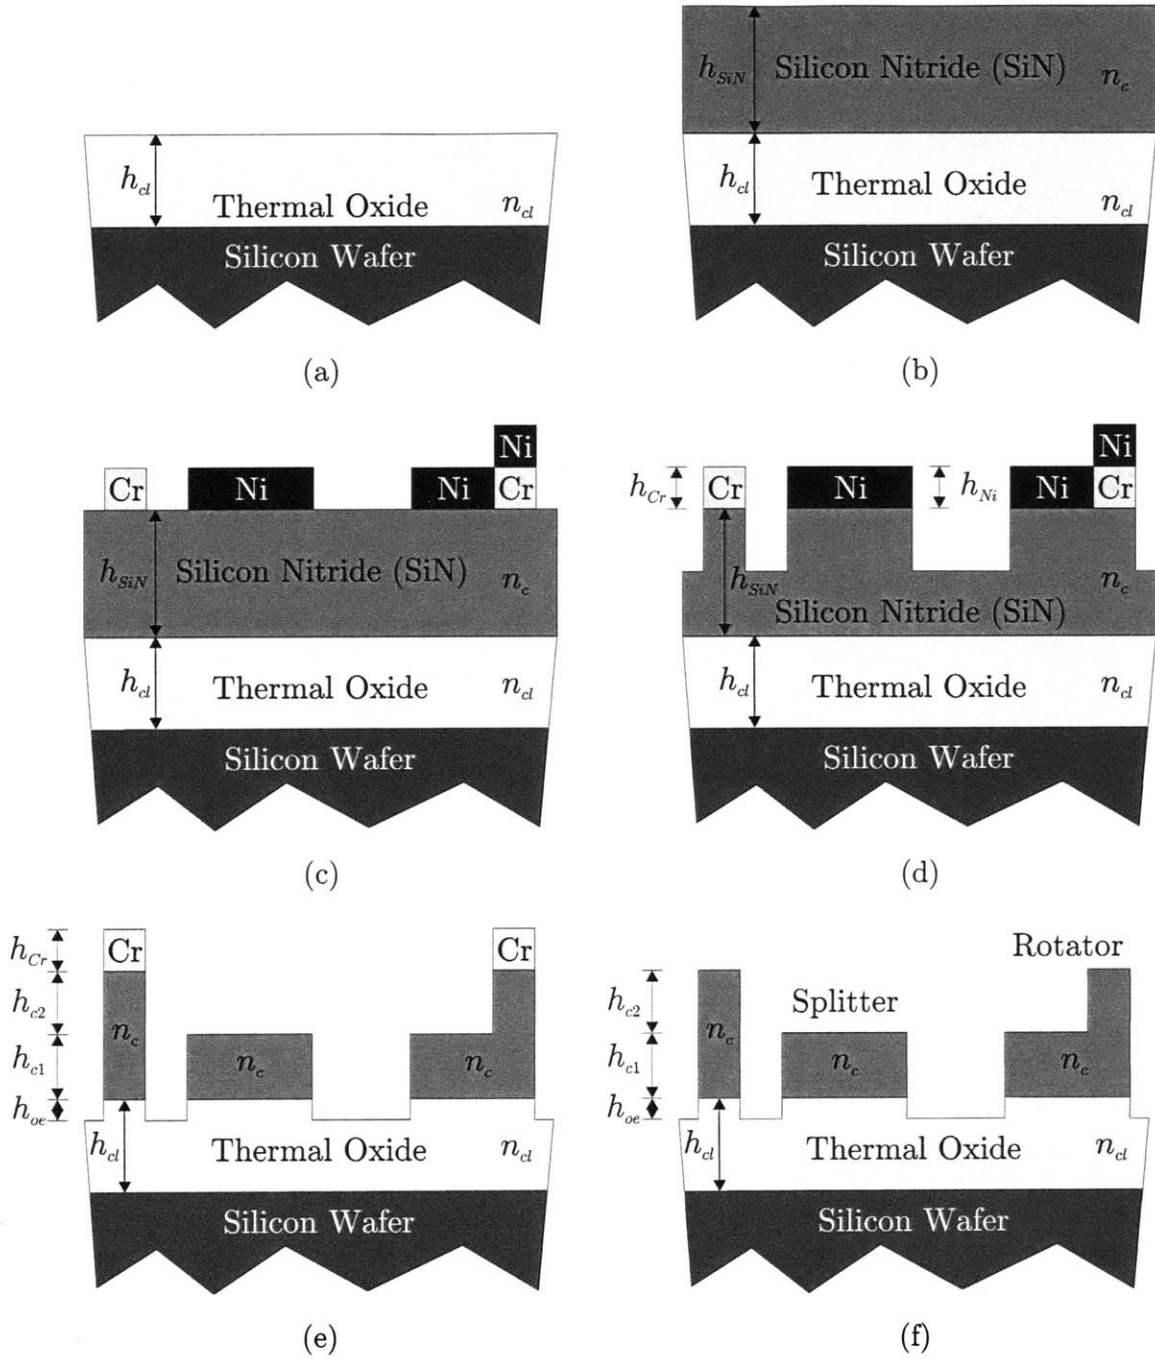 h_cl
Thermal Oxide n_cl
Silicon Wafer
(a)
h_SiN Silicon Nitride (SiN) n_c
h_cl
Thermal Oxide
n_cl
Silicon Wafer
(b)
Ni
Cr Ni Ni Cr
h_SiN Silicon Nitride (SiN) n_c
h_cl
Thermal Oxide n_cl
Silicon Wafer
(c)
Ni
h_Cr Cr Ni h_Ni Ni Cr
h_SiN n_c
Silicon Nitride (SiN)
h_cl
Thermal Oxide n_cl
Silicon Wafer
(d)
h_Cr Cr Cr
h_c2
n_c
h_c1 n_c n_c
h_oe
h_cl Thermal Oxide n_cl
Silicon Wafer
(e)
Rotator
h_c2 Splitter
n_c
h_c1 n_c n_c
h_oe
h_cl Thermal Oxide n_cl
Silicon Wafer
(f)